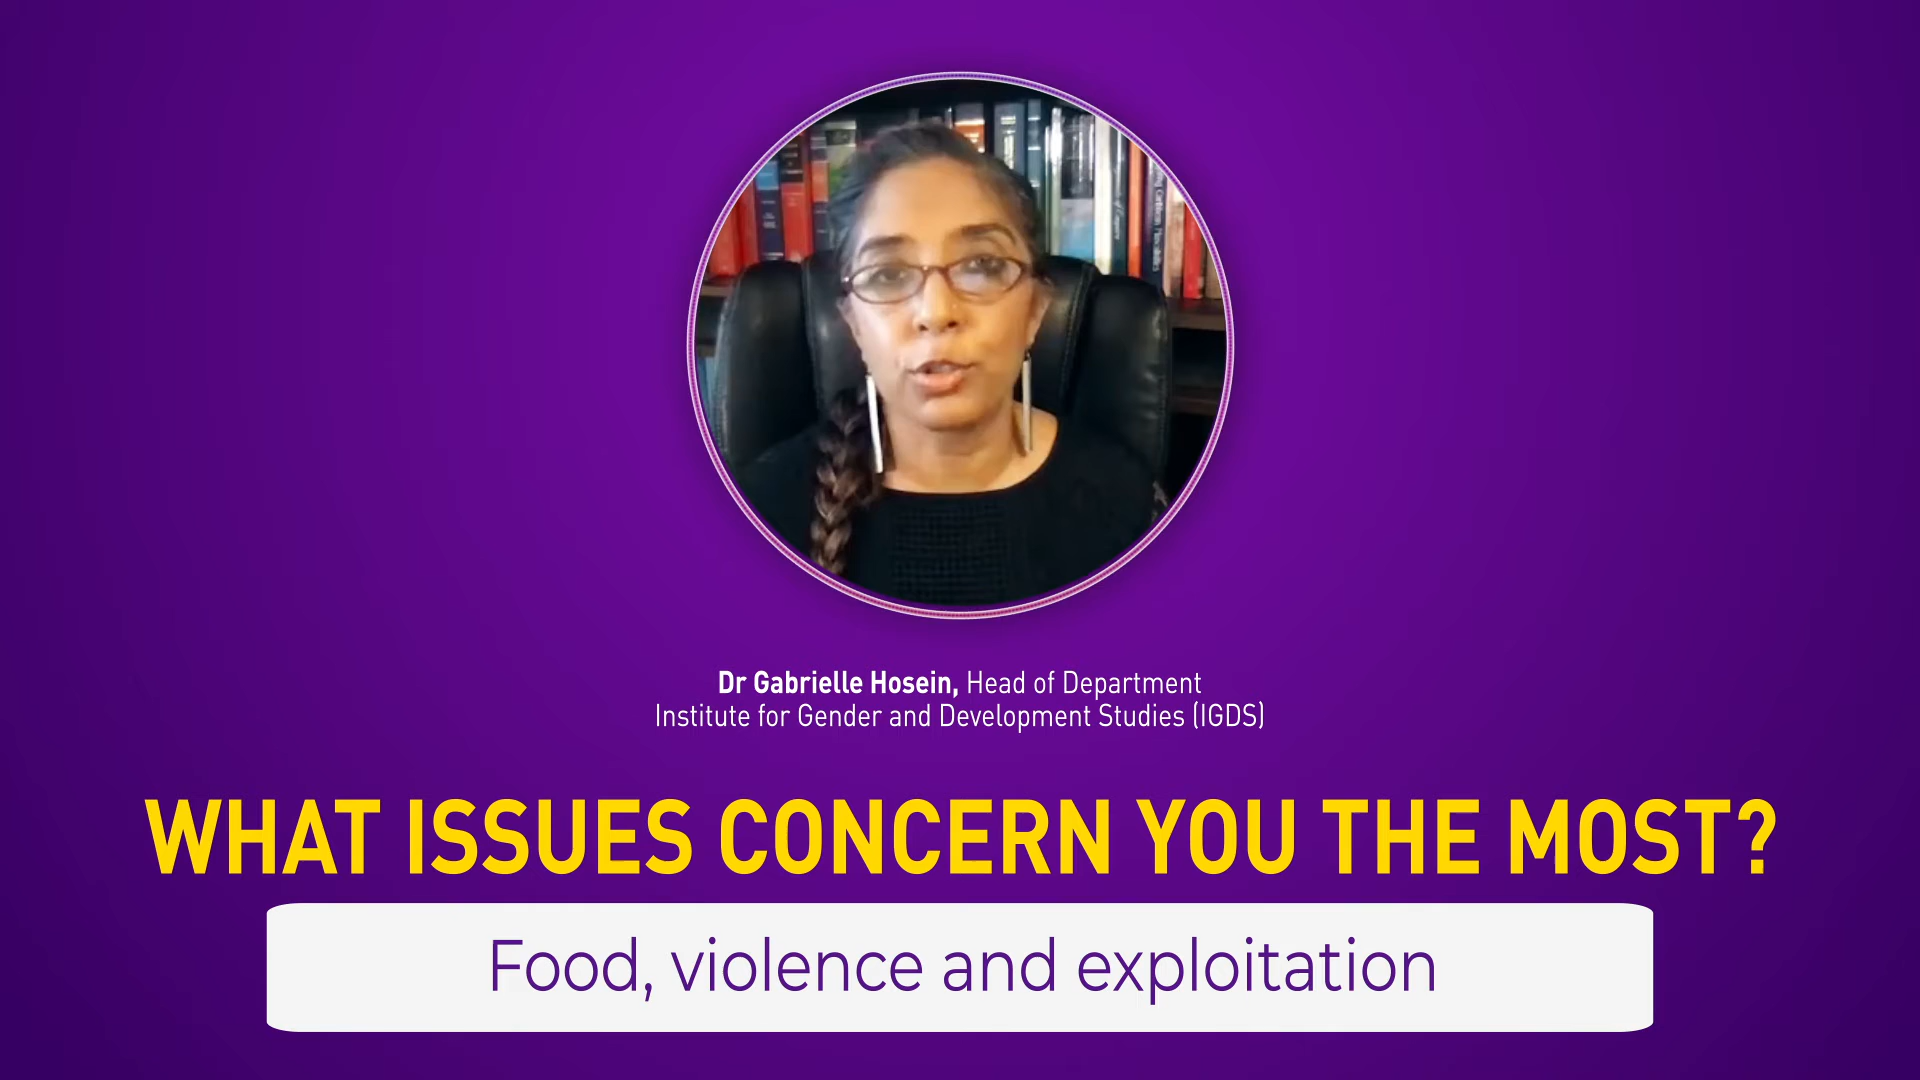 Dr Gabrielle Hosein, Head of Department
Institute for Gender and Development Studies (IGDS)
WHAT ISSUES CONCERN YOU THE MOST?
Food, violence and exploitation